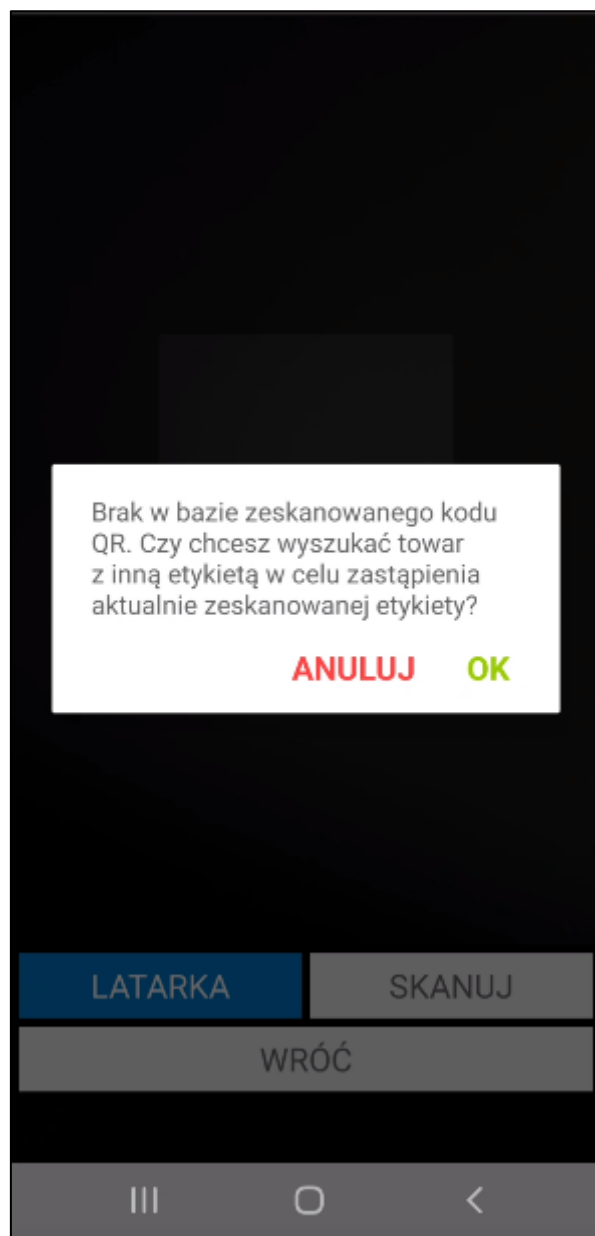 Brak w bazie zeskanowanego kodu
QR. Czy chcesz wyszukać towar
z inną etykietą w celu zastąpienia
aktualnie zeskanowanej etykiety?
ANULUJ OK
LATARKA SKANUJ
WRÓĆ